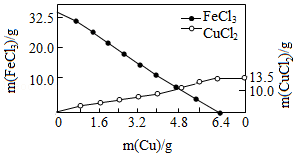 FeCl₃
CuCl₂
m(FeCl₃)/g
32.5
20.0
10.0
13.5
10.0
m(CuCl₂)/g
0 1.6 3.2 4.8 6.4 0
m(Cu)/g